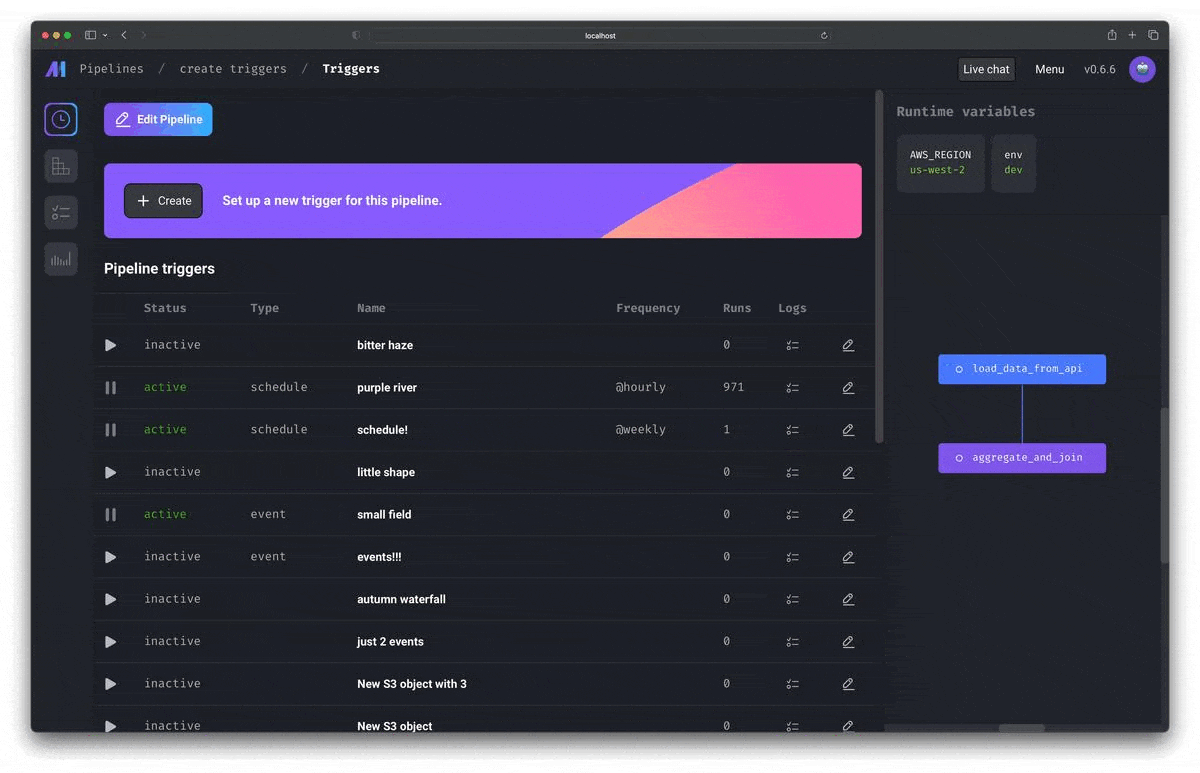 localhost
Pipelines / create triggers / Triggers
Live chat Menu v0.6.6
Edit Pipeline
+ Create Set up a new trigger for this pipeline.
Pipeline triggers
Status Type Name Frequency Runs Logs
inactive bitter haze 0
active schedule purple river @hourly 971
active schedule schedule! @weekly 1
inactive little shape 0
active event small field 0
inactive event events!!! 0
inactive autumn waterfall 0
inactive just 2 events 0
inactive New S3 object with 3 0
inactive New S3 object 0
Runtime variables
AWS_REGION env
us-west-2 dev
load_data_from_api
aggregate_and_join